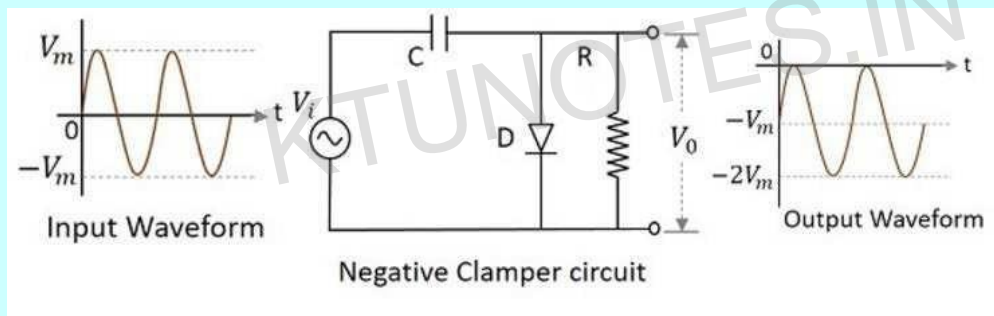 KTUNOTES.IN
V_m
0
t
−V_m
Input Waveform
V_i
C
D
R
V_0
0
t
−V_m
−2V_m
Output Waveform
Negative Clamper circuit